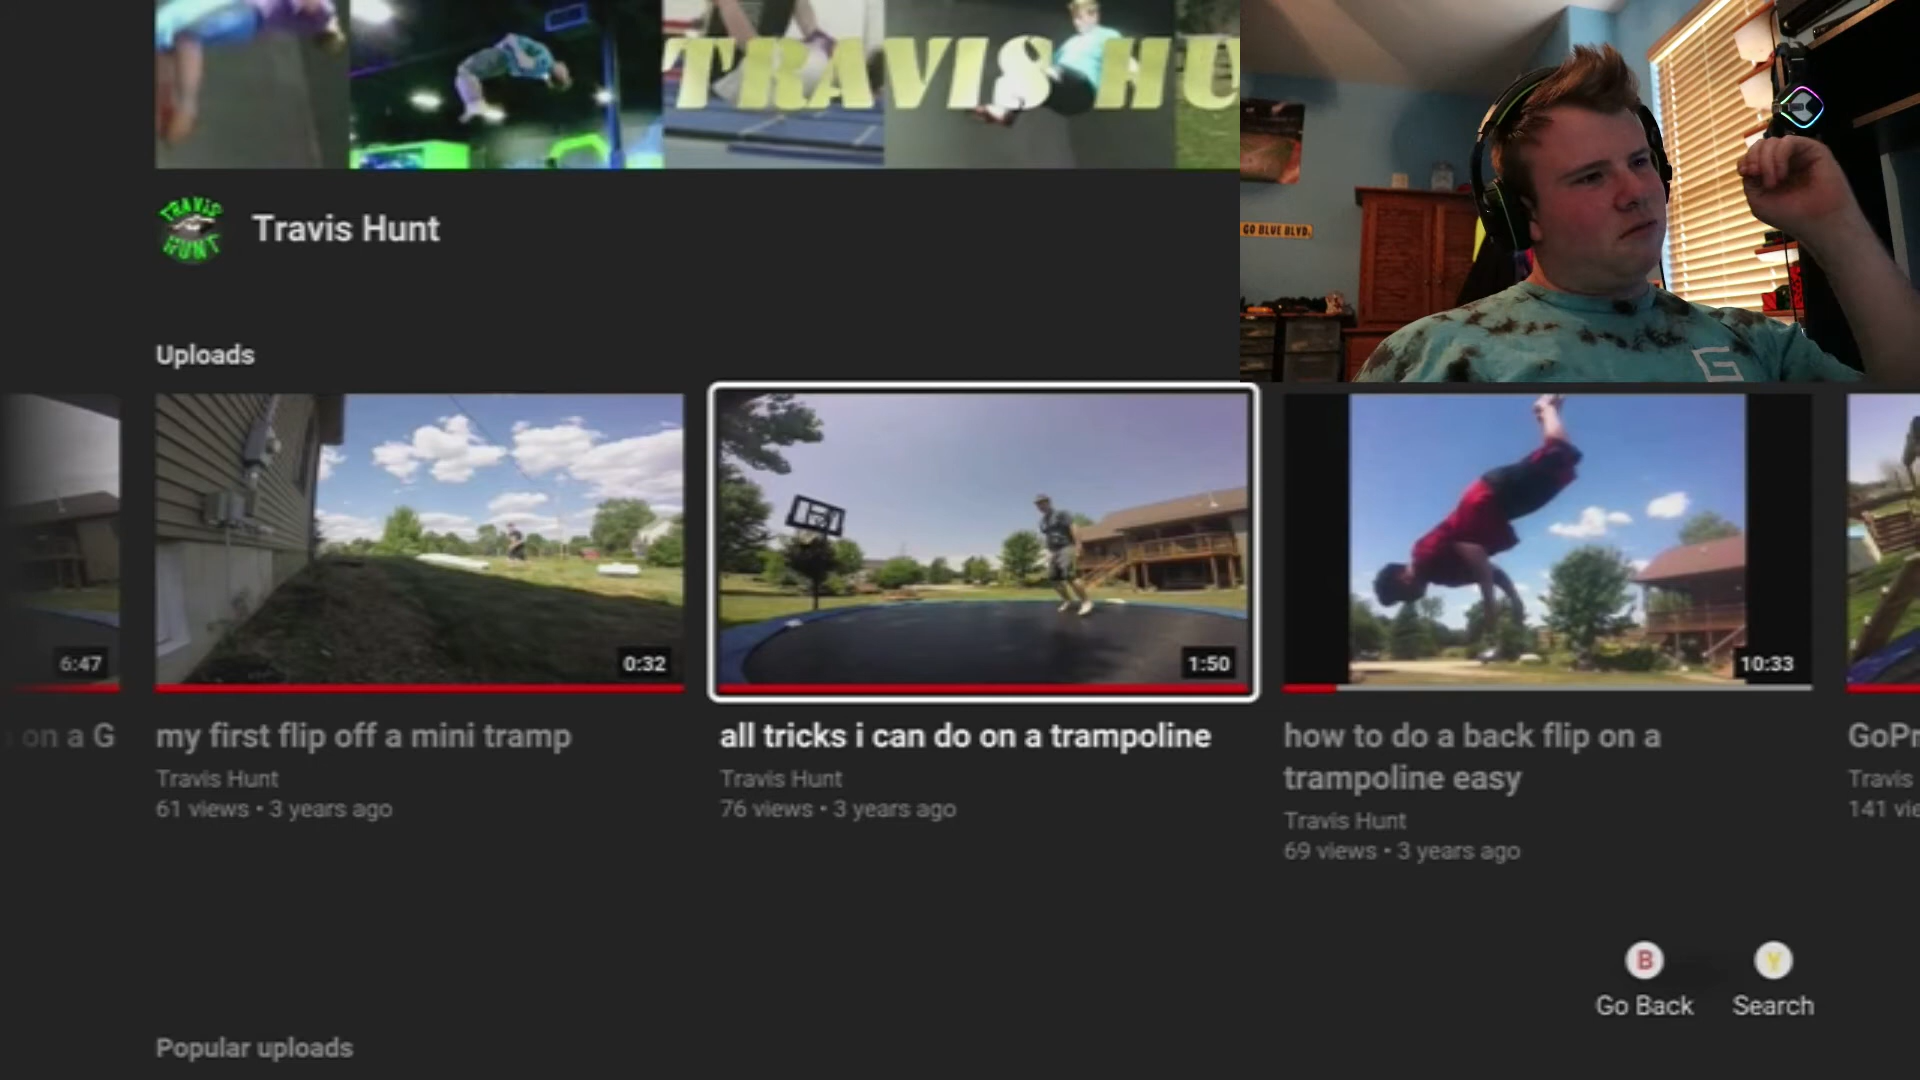 TRAVIS HU
GO BLUE BLVD.
TRAVIS
HUNT
Travis Hunt
Uploads
6:47
0:32
1:50
10:33
on a G
my first flip off a mini tramp
Travis Hunt
61 views • 3 years ago
all tricks i can do on a trampoline
Travis Hunt
76 views • 3 years ago
how to do a back flip on a
trampoline easy
Travis Hunt
69 views • 3 years ago
GoPr
Travis
141 vie
B
Go Back
Y
Search
Popular uploads
G